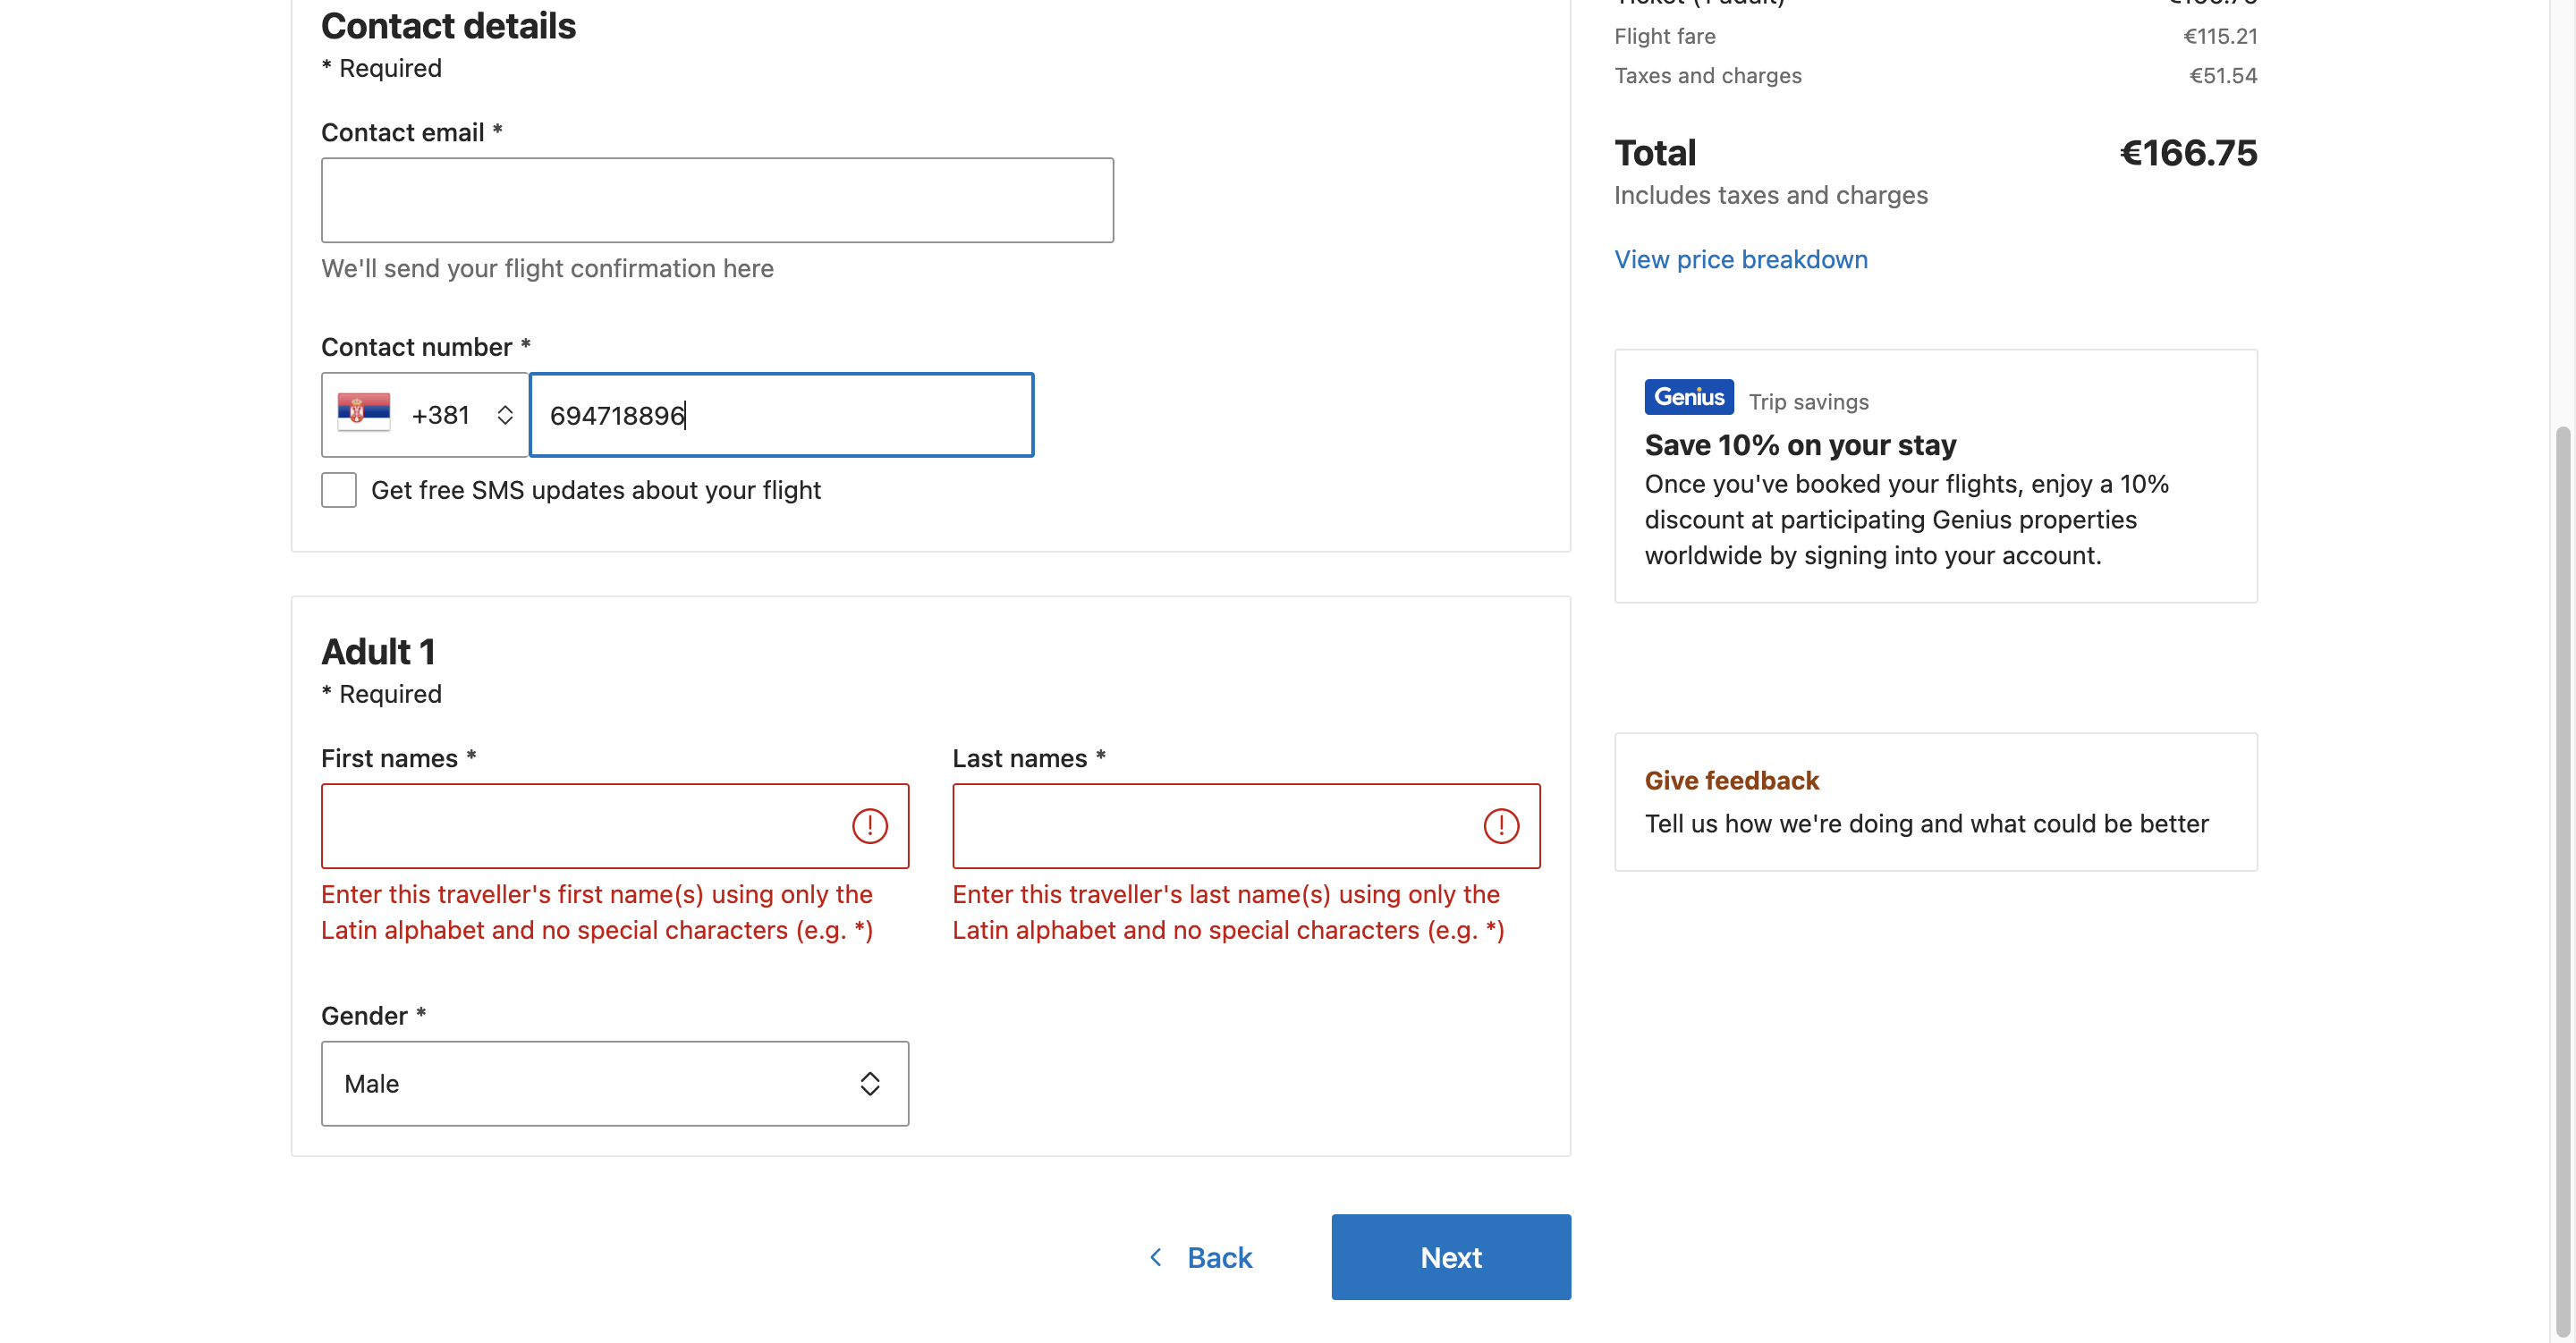 Contact details
* Required
Contact email *
We'll send your flight confirmation here
Contact number *
+381
694718896
Get free SMS updates about your flight
Adult 1
* Required
First names *
Last names *
Enter this traveller's first name(s) using only the
Latin alphabet and no special characters (e.g. *)
Enter this traveller's last name(s) using only the
Latin alphabet and no special characters (e.g. *)
Gender *
Male
Back
Next
Ticket (1 adult) €166.75
Flight fare €115.21
Taxes and charges €51.54
Total €166.75
Includes taxes and charges
View price breakdown
Genius Trip savings
Save 10% on your stay
Once you've booked your flights, enjoy a 10%
discount at participating Genius properties
worldwide by signing into your account.
Give feedback
Tell us how we're doing and what could be better